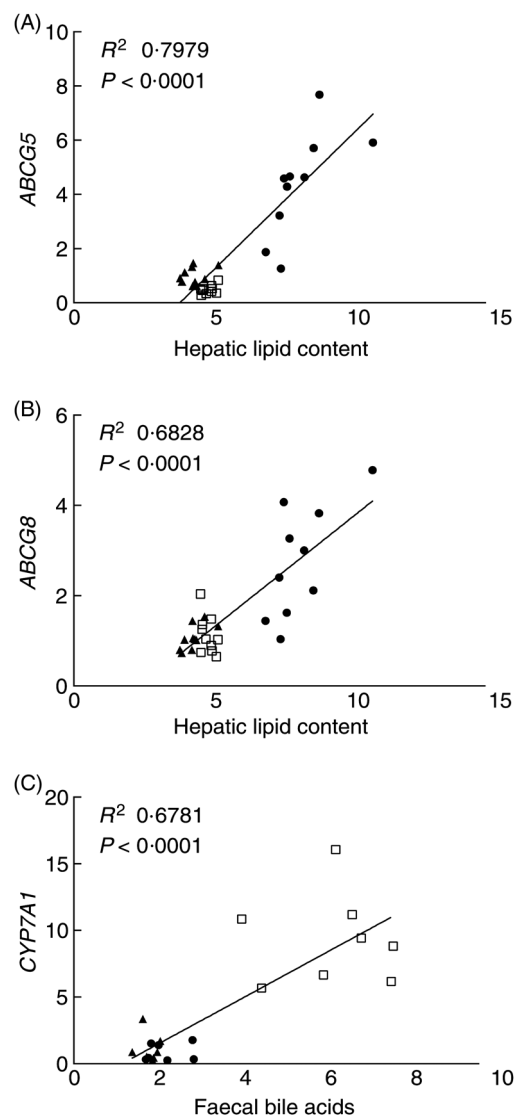 (A)
10
8
6
4
2
0
ABCG5
R² 0·7979
P < 0·0001
0 5 10 15
Hepatic lipid content
(B)
6
4
2
0
ABCG8
R² 0·6828
P < 0·0001
0 5 10 15
Hepatic lipid content
(C)
20
15
10
5
0
CYP7A1
R² 0·6781
P < 0·0001
0 2 4 6 8 10
Faecal bile acids